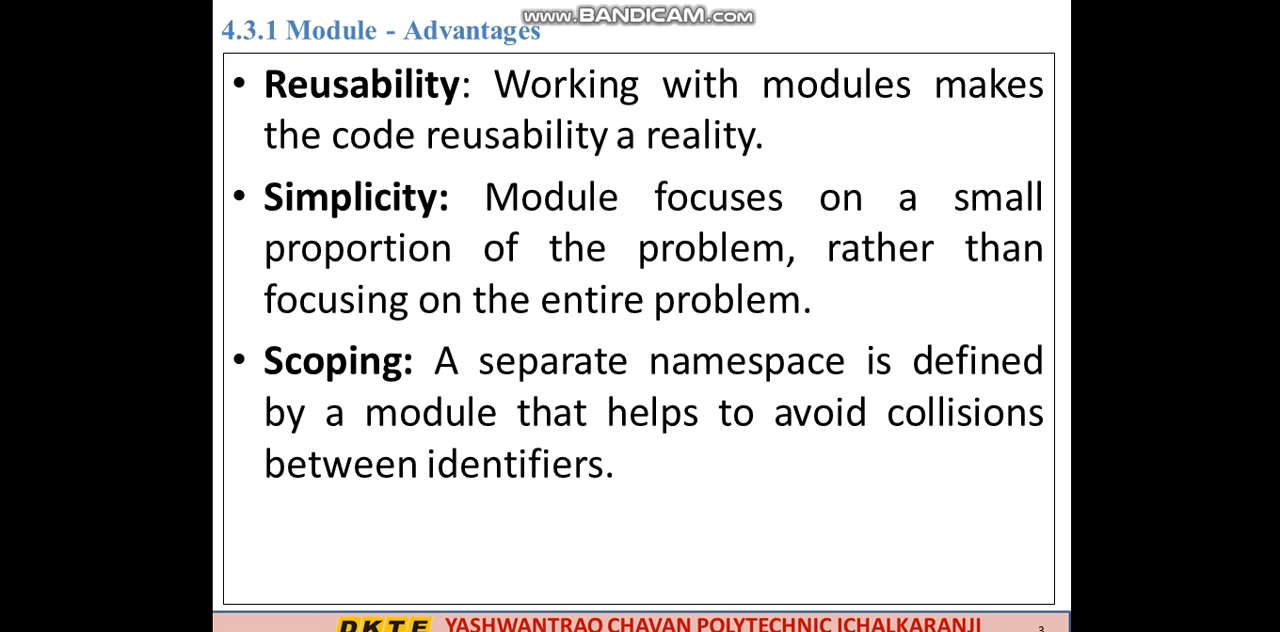 www.BANDICAM.com
4.3.1 Module - Advantages
• Reusability: Working with modules makes
the code reusability a reality.
• Simplicity: Module focuses on a small
proportion of the problem, rather than
focusing on the entire problem.
• Scoping: A separate namespace is defined
by a module that helps to avoid collisions
between identifiers.
DKTE YASHWANTRAO CHAVAN POLYTECHNIC ICHALKARANJI 3